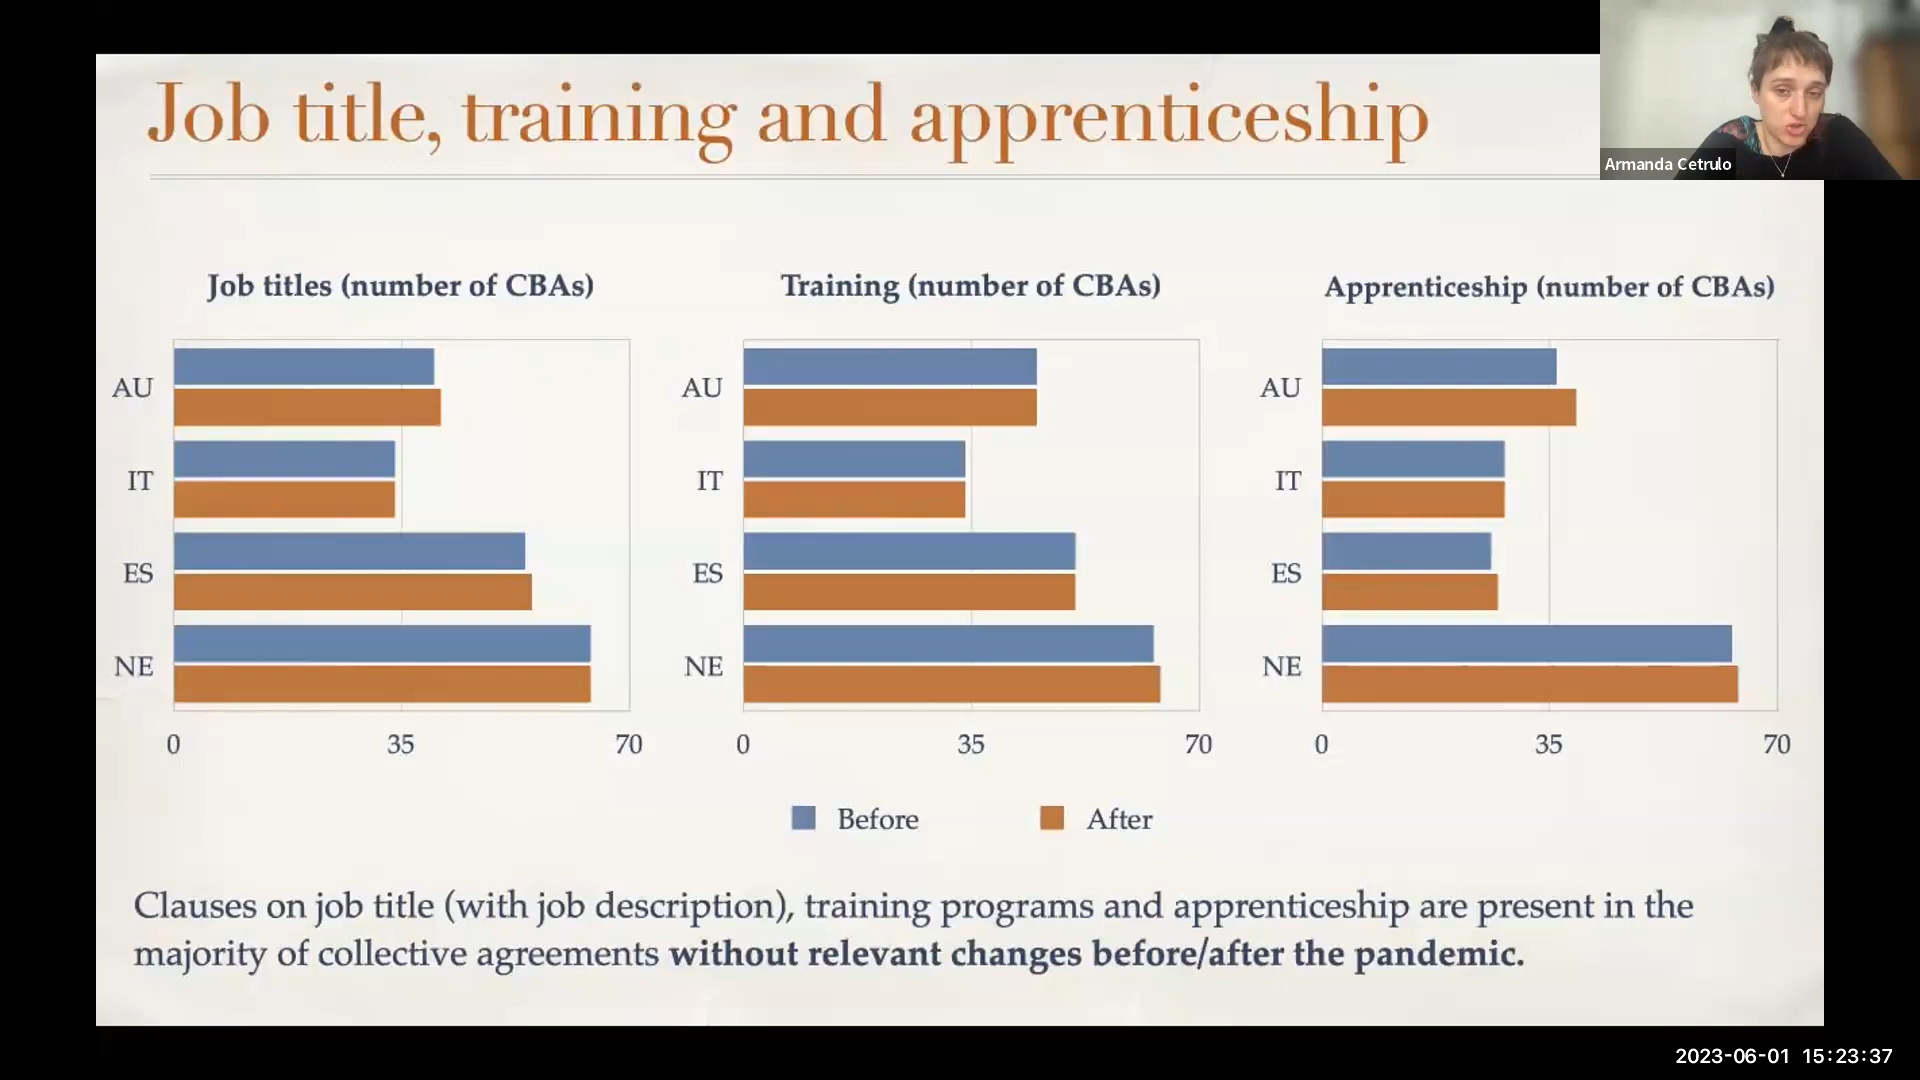 Job title, training and apprenticeship
Armanda Cetrulo
Job titles (number of CBAs)
AU
IT
ES
NE
0 35 70
Training (number of CBAs)
AU
IT
ES
NE
0 35 70
Apprenticeship (number of CBAs)
AU
IT
ES
NE
0 35 70
Before After
Clauses on job title (with job description), training programs and apprenticeship are present in the
majority of collective agreements without relevant changes before/after the pandemic.
2023-06-01 15:23:37